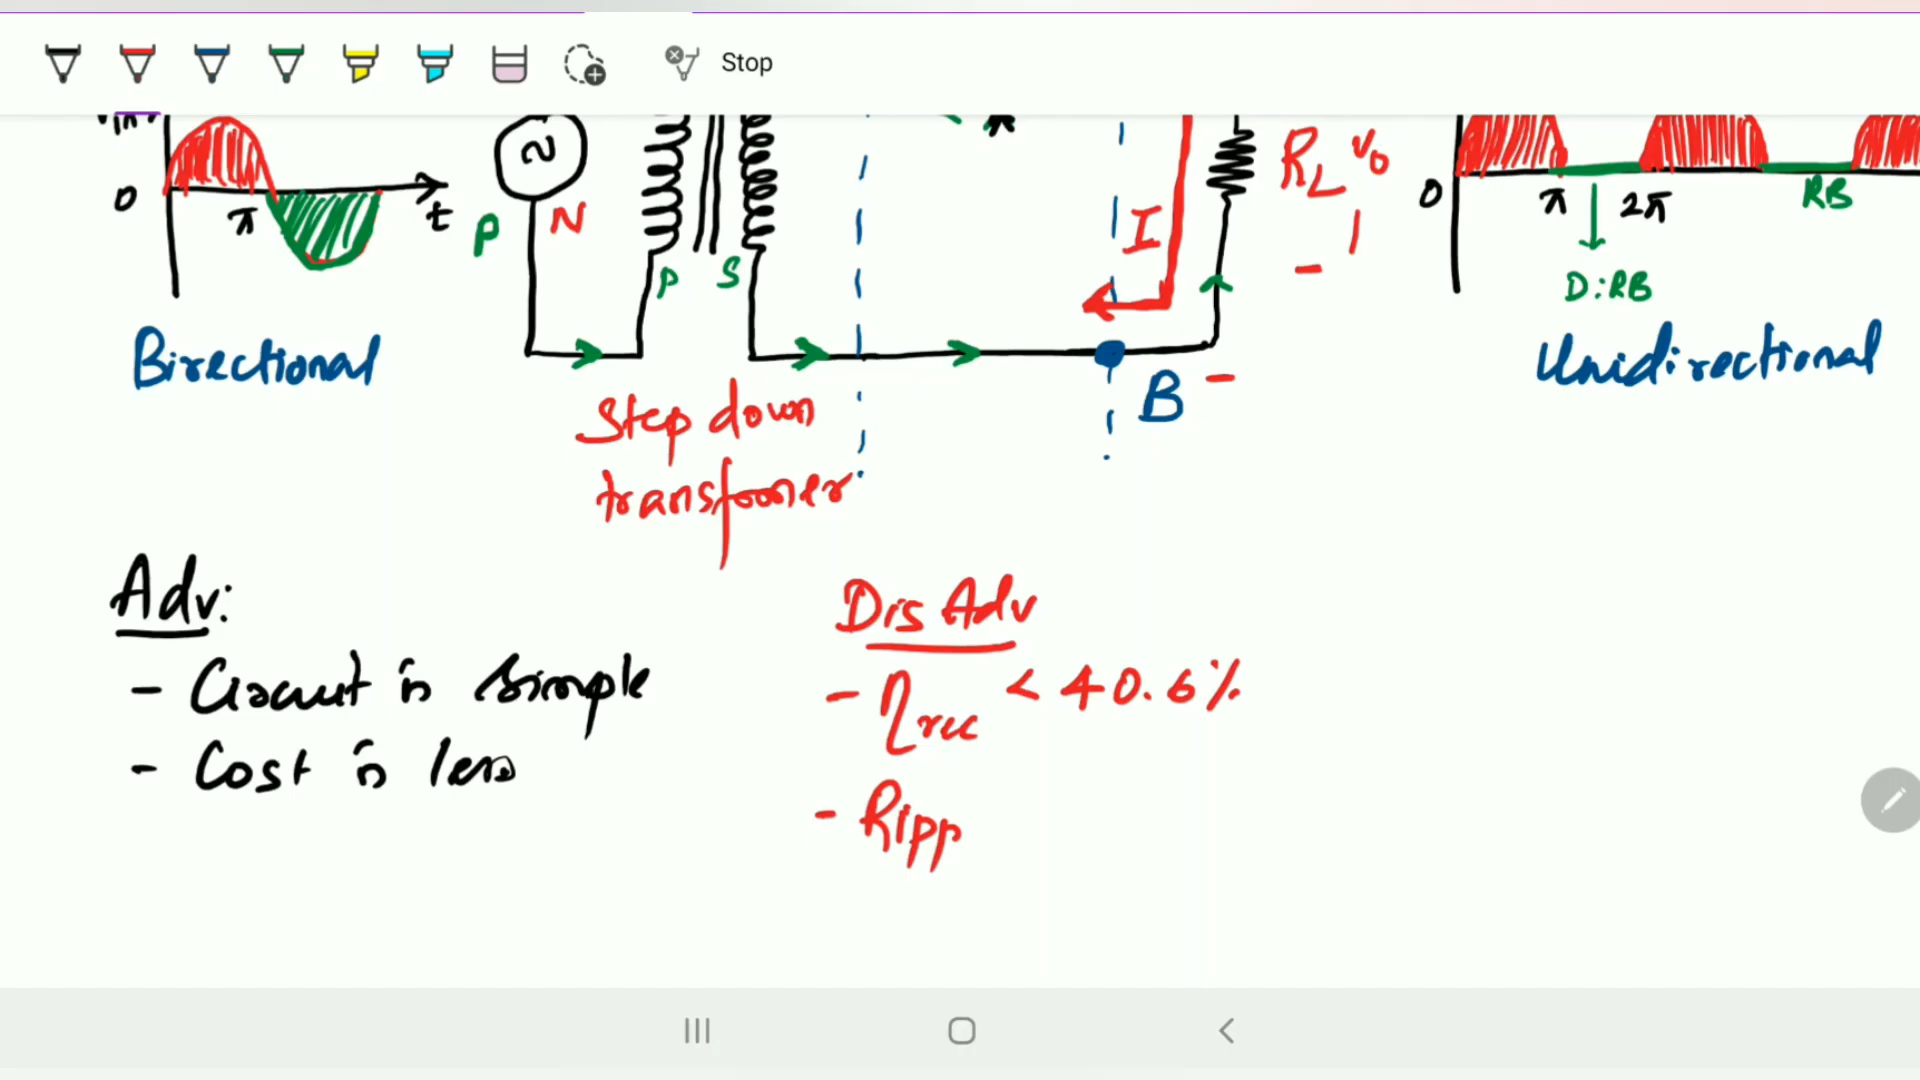 Stop
0
π
t
P
N
P
S
I
RL
V0
-
0
π
2π
RB
D:RB
Birectional
B
-
Unidirectional
Step down
transformer
Adv:
- Circuit is simple
- Cost is less
Dis Adv
- ηrec < 40.6%
- Ripp